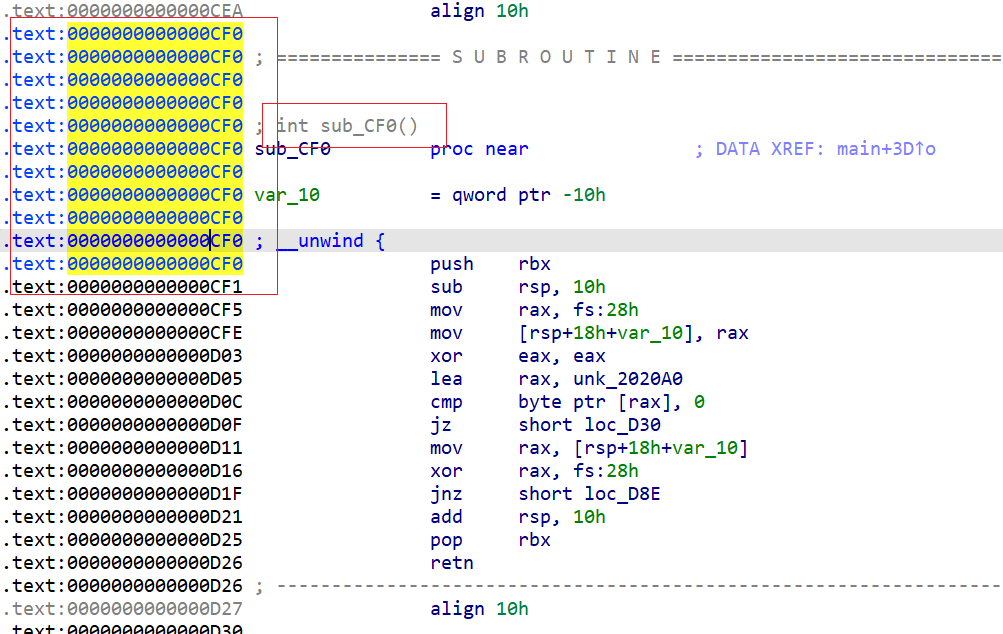 .text:0000000000000CEA align 10h
.text:0000000000000CF0
.text:0000000000000CF0 ; =============== S U B R O U T I N E =================================
.text:0000000000000CF0
.text:0000000000000CF0
.text:0000000000000CF0 ; int sub_CF0()
.text:0000000000000CF0 sub_CF0 proc near ; DATA XREF: main+3D↑o
.text:0000000000000CF0
.text:0000000000000CF0 var_10 = qword ptr -10h
.text:0000000000000CF0
.text:0000000000000CF0 ; __unwind {
.text:0000000000000CF0 push rbx
.text:0000000000000CF1 sub rsp, 10h
.text:0000000000000CF5 mov rax, fs:28h
.text:0000000000000CFE mov [rsp+18h+var_10], rax
.text:0000000000000D03 xor eax, eax
.text:0000000000000D05 lea rax, unk_2020A0
.text:0000000000000D0C cmp byte ptr [rax], 0
.text:0000000000000D0F jz short loc_D30
.text:0000000000000D11 mov rax, [rsp+18h+var_10]
.text:0000000000000D16 xor rax, fs:28h
.text:0000000000000D1F jnz short loc_D8E
.text:0000000000000D21 add rsp, 10h
.text:0000000000000D25 pop rbx
.text:0000000000000D26 retn
.text:0000000000000D26 ; ---------------------------------------------------------------------
.text:0000000000000D27 align 10h
.text:0000000000000D30